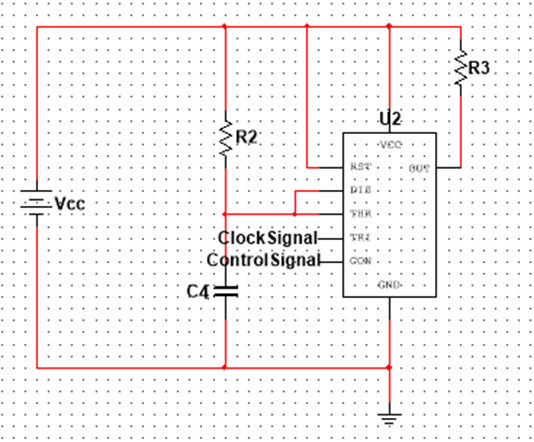 R3
U2
VCC
R2
RST
OUT
DIS
Vcc
THR
ClockSignal
TRI
ControlSignal
CON
C4
GND